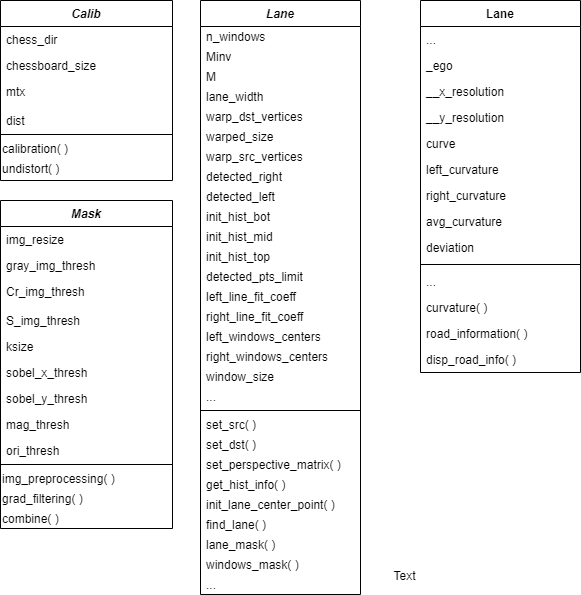 Calib
chess_dir
chessboard_size
mtx
dist
calibration( )
undistort( )
Mask
img_resize
gray_img_thresh
Cr_img_thresh
S_img_thresh
ksize
sobel_x_thresh
sobel_y_thresh
mag_thresh
ori_thresh
img_preprocessing( )
grad_filtering( )
combine( )
Lane
n_windows
Minv
M
lane_width
warp_dst_vertices
warped_size
warp_src_vertices
detected_right
detected_left
init_hist_bot
init_hist_mid
init_hist_top
detected_pts_limit
left_line_fit_coeff
right_line_fit_coeff
left_windows_centers
right_windows_centers
window_size
...
set_src( )
set_dst( )
set_perspective_matrix( )
get_hist_info( )
init_lane_center_point( )
find_lane( )
lane_mask( )
windows_mask( )
...
Lane
...
_ego
__x_resolution
__y_resolution
curve
left_curvature
right_curvature
avg_curvature
deviation
...
curvature( )
road_information( )
disp_road_info( )
Text